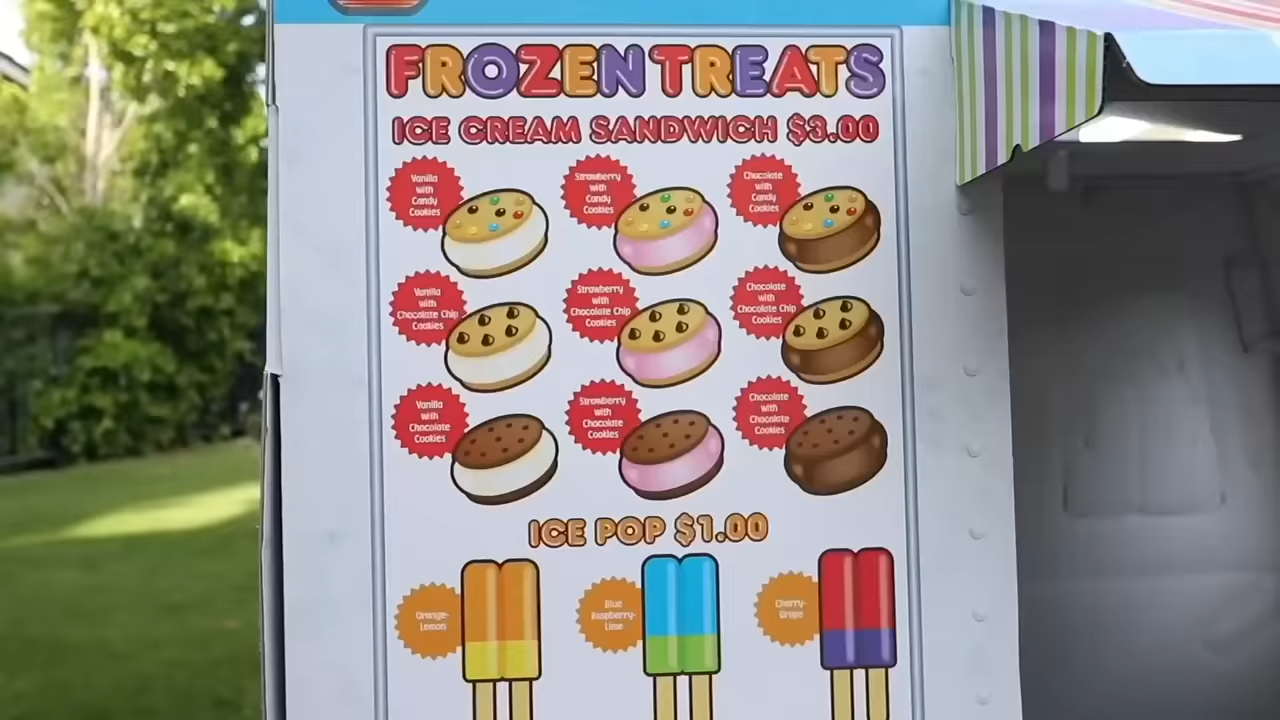 FROZEN TREATS
ICE CREAM SANDWICH $3.00
Vanilla
with
Candy
Cookies
Strawberry
with
Candy
Cookies
Chocolate
with
Candy
Cookies
Vanilla
with
Chocolate Chip
Cookies
Strawberry
with
Chocolate Chip
Cookies
Chocolate
with
Chocolate Chip
Cookies
Vanilla
with
Chocolate
Cookies
Strawberry
with
Chocolate
Cookies
Chocolate
with
Chocolate
Cookies
ICE POP $1.00
Orange-
Lemon
Blue
Raspberry-
Lime
Cherry-
Grape